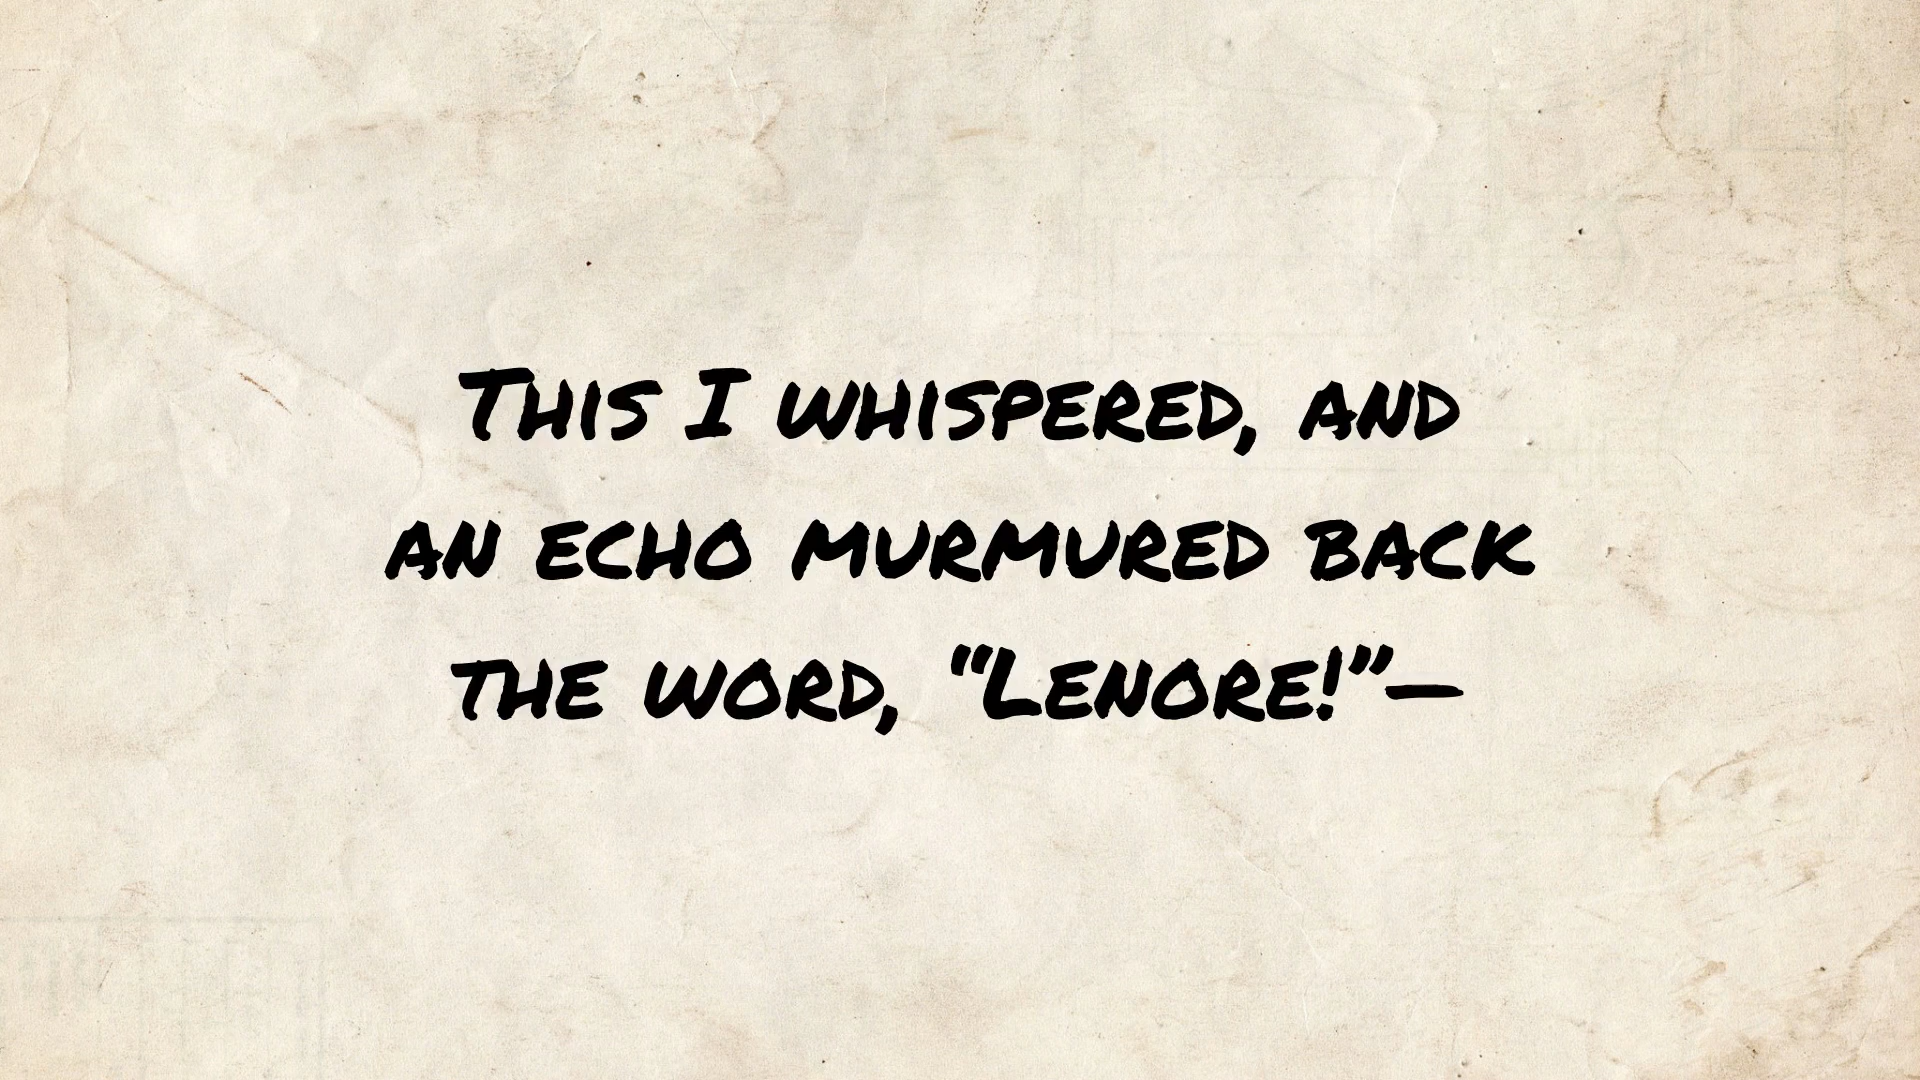 This I whispered, and
an echo murmured back
the word, “Lenore!”—